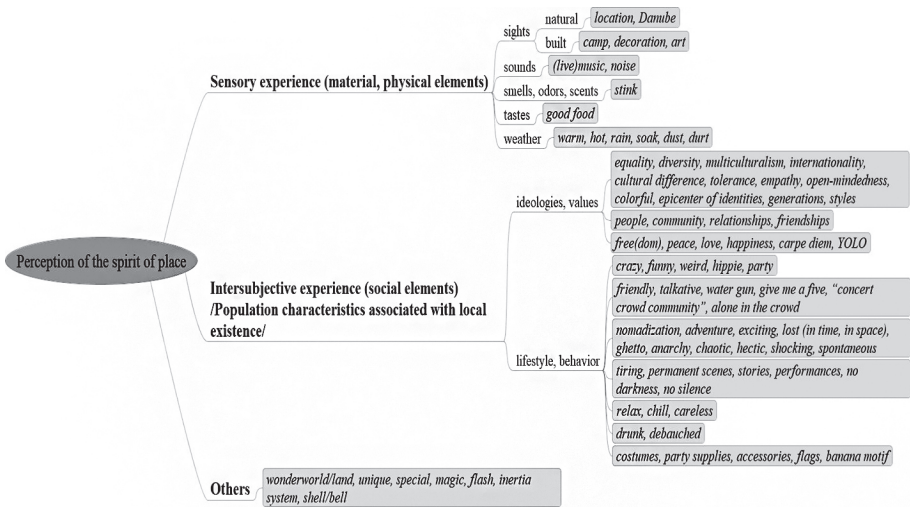 Perception of the spirit of place
Sensory experience (material, physical elements)
sights
natural
location, Danube
built
camp, decoration, art
sounds
(live)music, noise
smells, odors, scents
stink
tastes
good food
weather
warm, hot, rain, soak, dust, durt
Intersubjective experience (social elements)
/Population characteristics associated with local
existence/
ideologies, values
equality, diversity, multiculturalism, internationality,
cultural difference, tolerance, empathy, open-mindedness,
colorful, epicenter of identities, generations, styles
people, community, relationships, friendships
free(dom), peace, love, happiness, carpe diem, YOLO
lifestyle, behavior
crazy, funny, weird, hippie, party
friendly, talkative, water gun, give me a five, “concert
crowd community”, alone in the crowd
nomadization, adventure, exciting, lost (in time, in space),
ghetto, anarchy, chaotic, hectic, shocking, spontaneous
tiring, permanent scenes, stories, performances, no
darkness, no silence
relax, chill, careless
drunk, debauched
costumes, party supplies, accessories, flags, banana motif
Others
wonderworld/land, unique, special, magic, flash, inertia
system, shell/bell